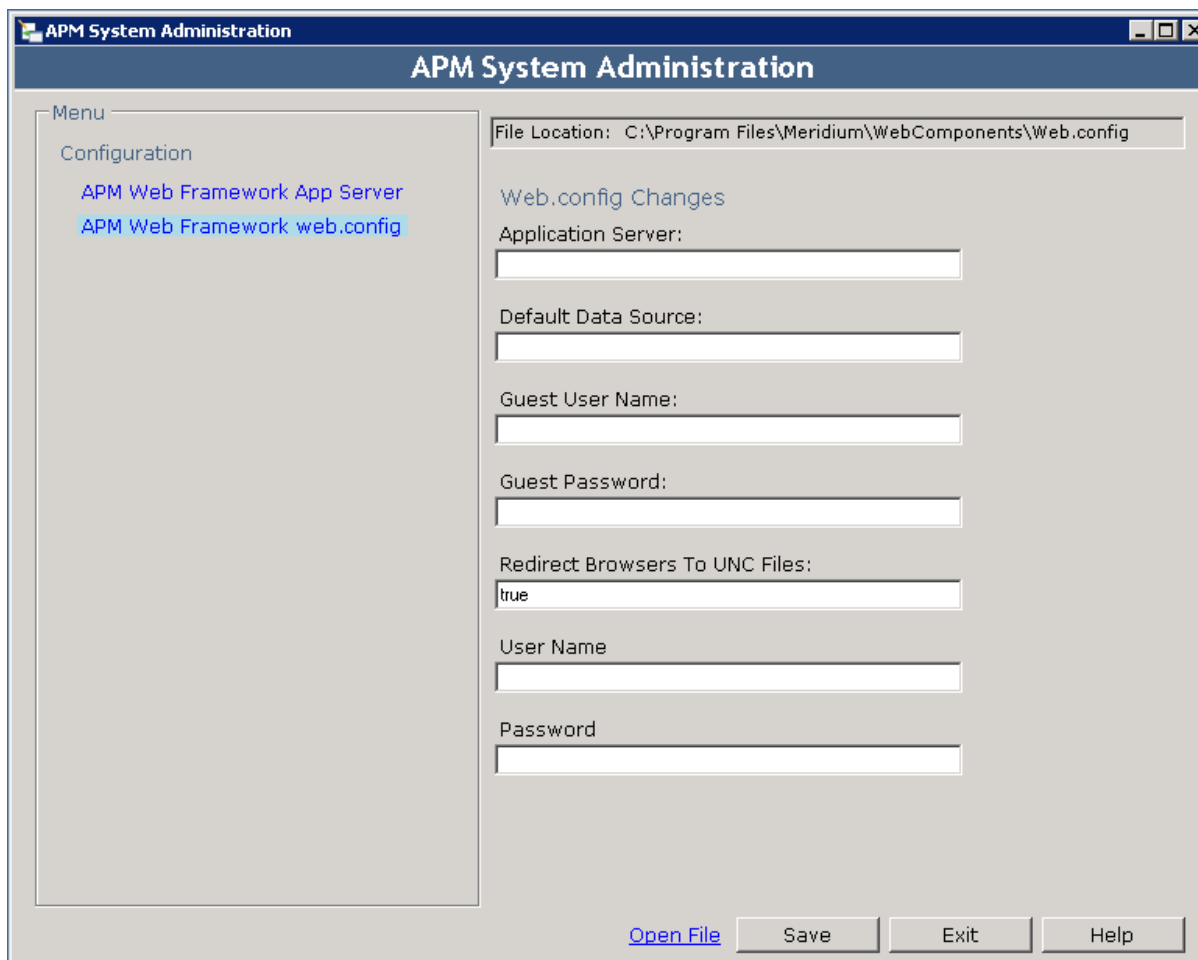 APM System Administration
APM System Administration
Menu
Configuration
APM Web Framework App Server
APM Web Framework web.config
File Location: C:\Program Files\Meridium\WebComponents\Web.config
Web.config Changes
Application Server:
Default Data Source:
Guest User Name:
Guest Password:
Redirect Browsers To UNC Files:
true
User Name
Password
Open File
Save
Exit
Help